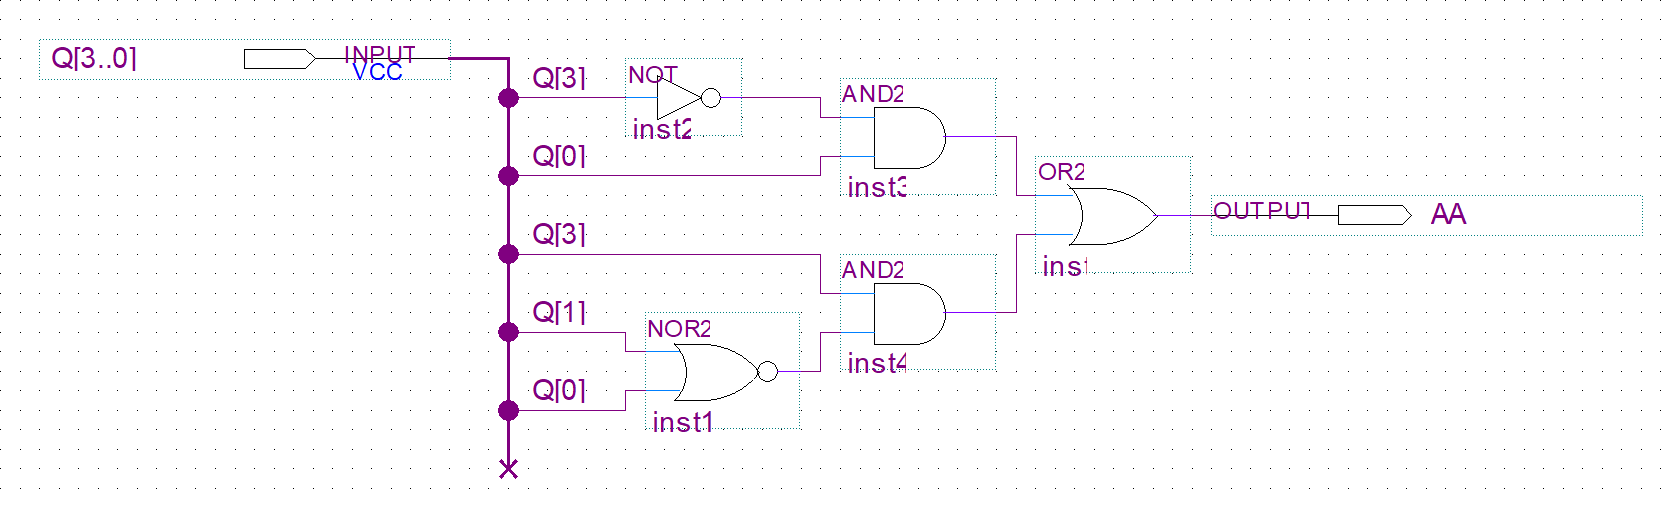 Q[3..0]
INPUT
VCC
Q[3]
NOT
inst2
Q[0]
AND2
inst3
Q[3]
Q[1]
NOR2
Q[0]
inst1
AND2
inst4
OR2
inst
OUTPUT
AA